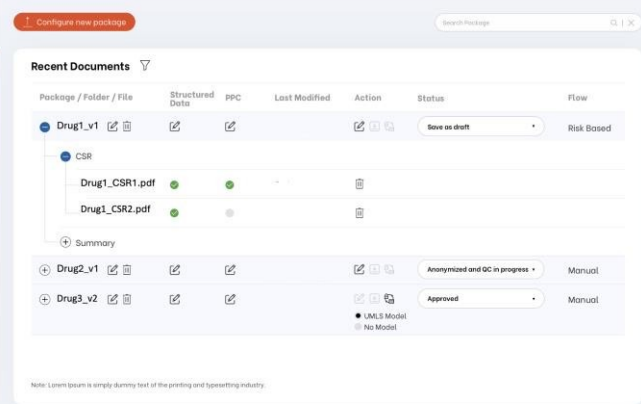 Configure new package
Search Package
Recent Documents
Package / Folder / File Structured Data PPC Last Modified Action Status Flow
Drug1_v1 Save as draft Risk Based
CSR
Drug1_CSR1.pdf
Drug1_CSR2.pdf
Summary
Drug2_v1 Anonymized and QC in progress Manual
Drug3_v2 Approved Manual
UMLS Model
No Model
Note: Lorem Ipsum is simply dummy text of the printing and typesetting industry.